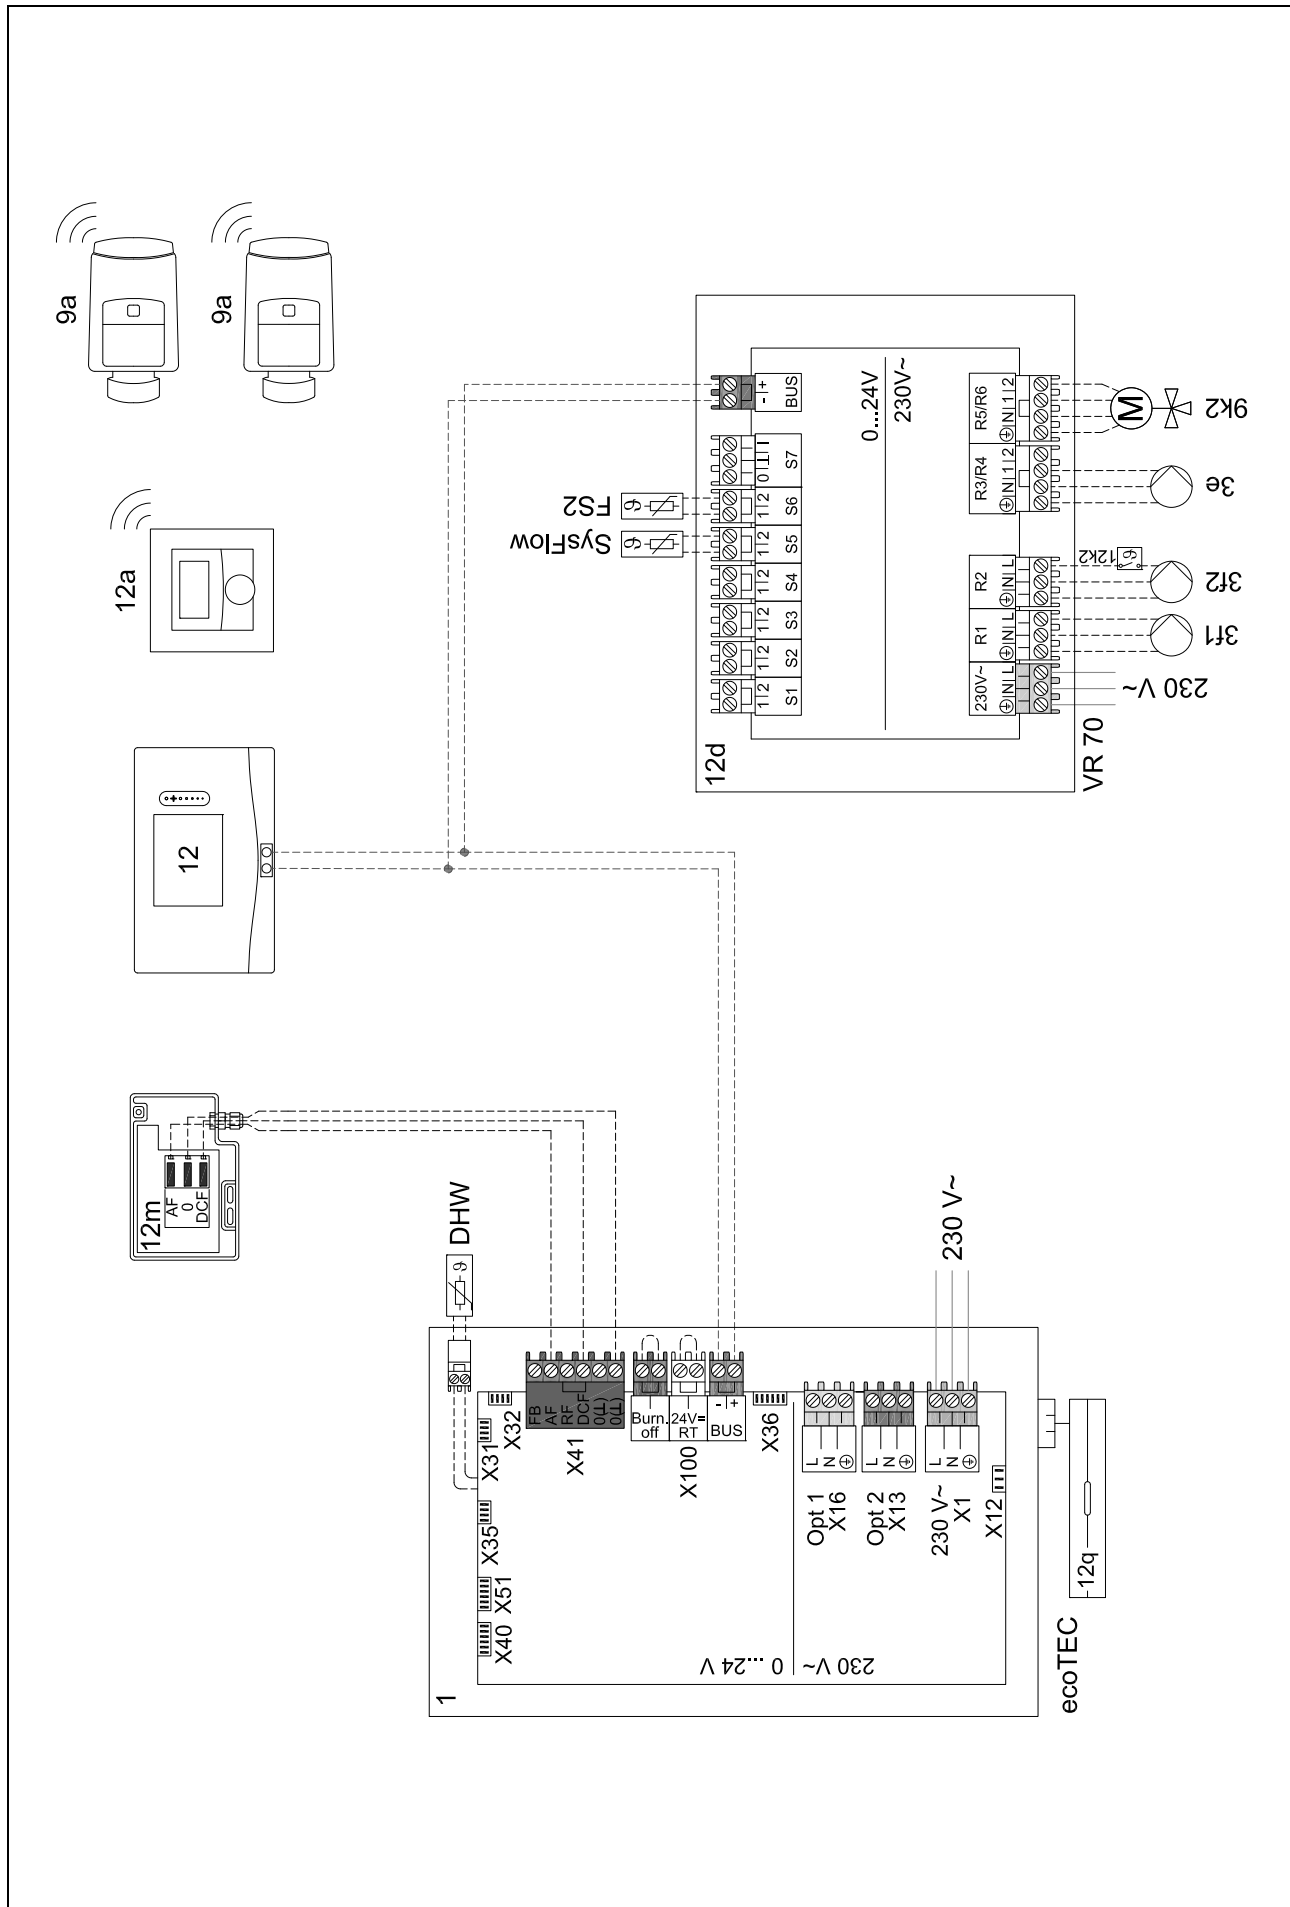 9a
9a
12a
12
12m
AF
0
DCF
DHW
1
X40
X51
X35
X31
X32
FB
AF
RF
DCF
0(⊥)
0(⊥)
X41
Burn.
off
24V=
RT
X100
- +
BUS
X36
0...24 V
230 V~
L
N
Opt 1
X16
L
N
Opt 2
X13
L
N
230 V~
X1
X12
230 V~
ecoTEC
12q
12d
BUS
- +
S7
0 1
S6
1 2
S5
1 2
S4
1 2
S3
1 2
S2
1 2
S1
1 2
FS2
SysFlow
0...24V
230V~
R5/R6
N 1 2
R3/R4
N 1 2
R2
N L
R1
N L
230V~
N L
M
9k2
3e
12k2
3f2
3f1
230 V~
VR 70